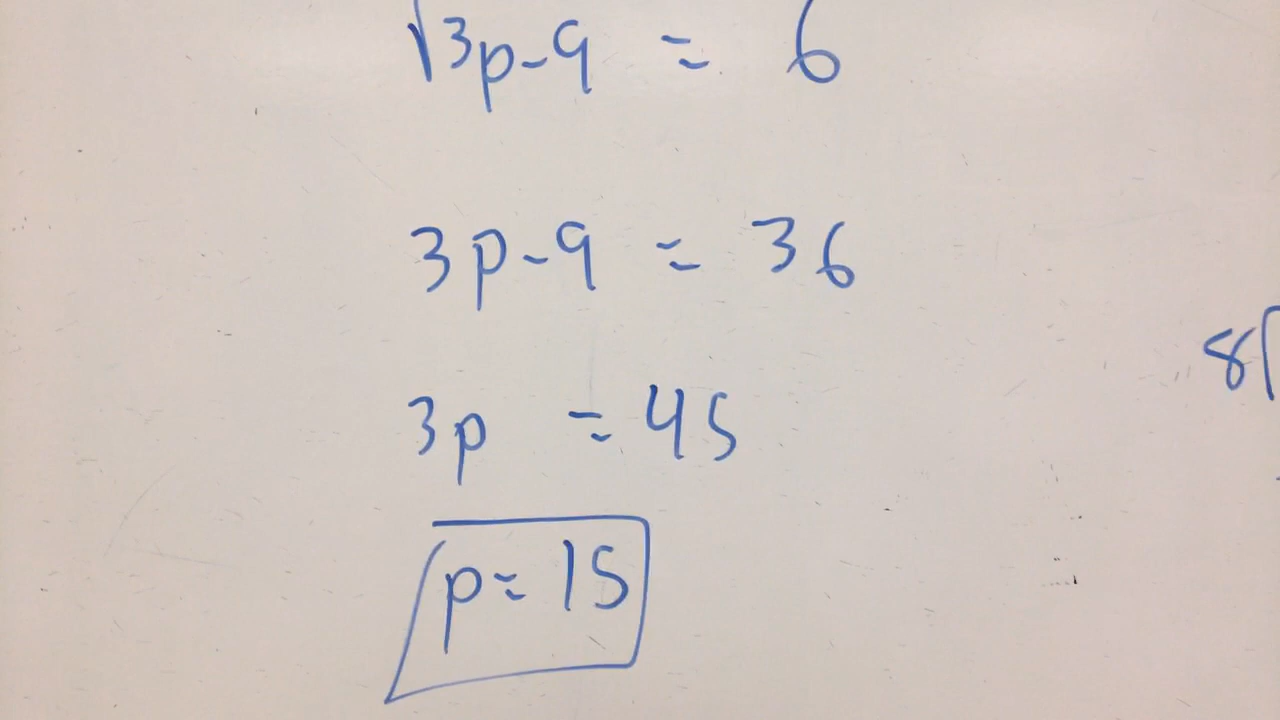 √3p-9 = 6
3p-9 = 36
8√
3p = 45
p = 15